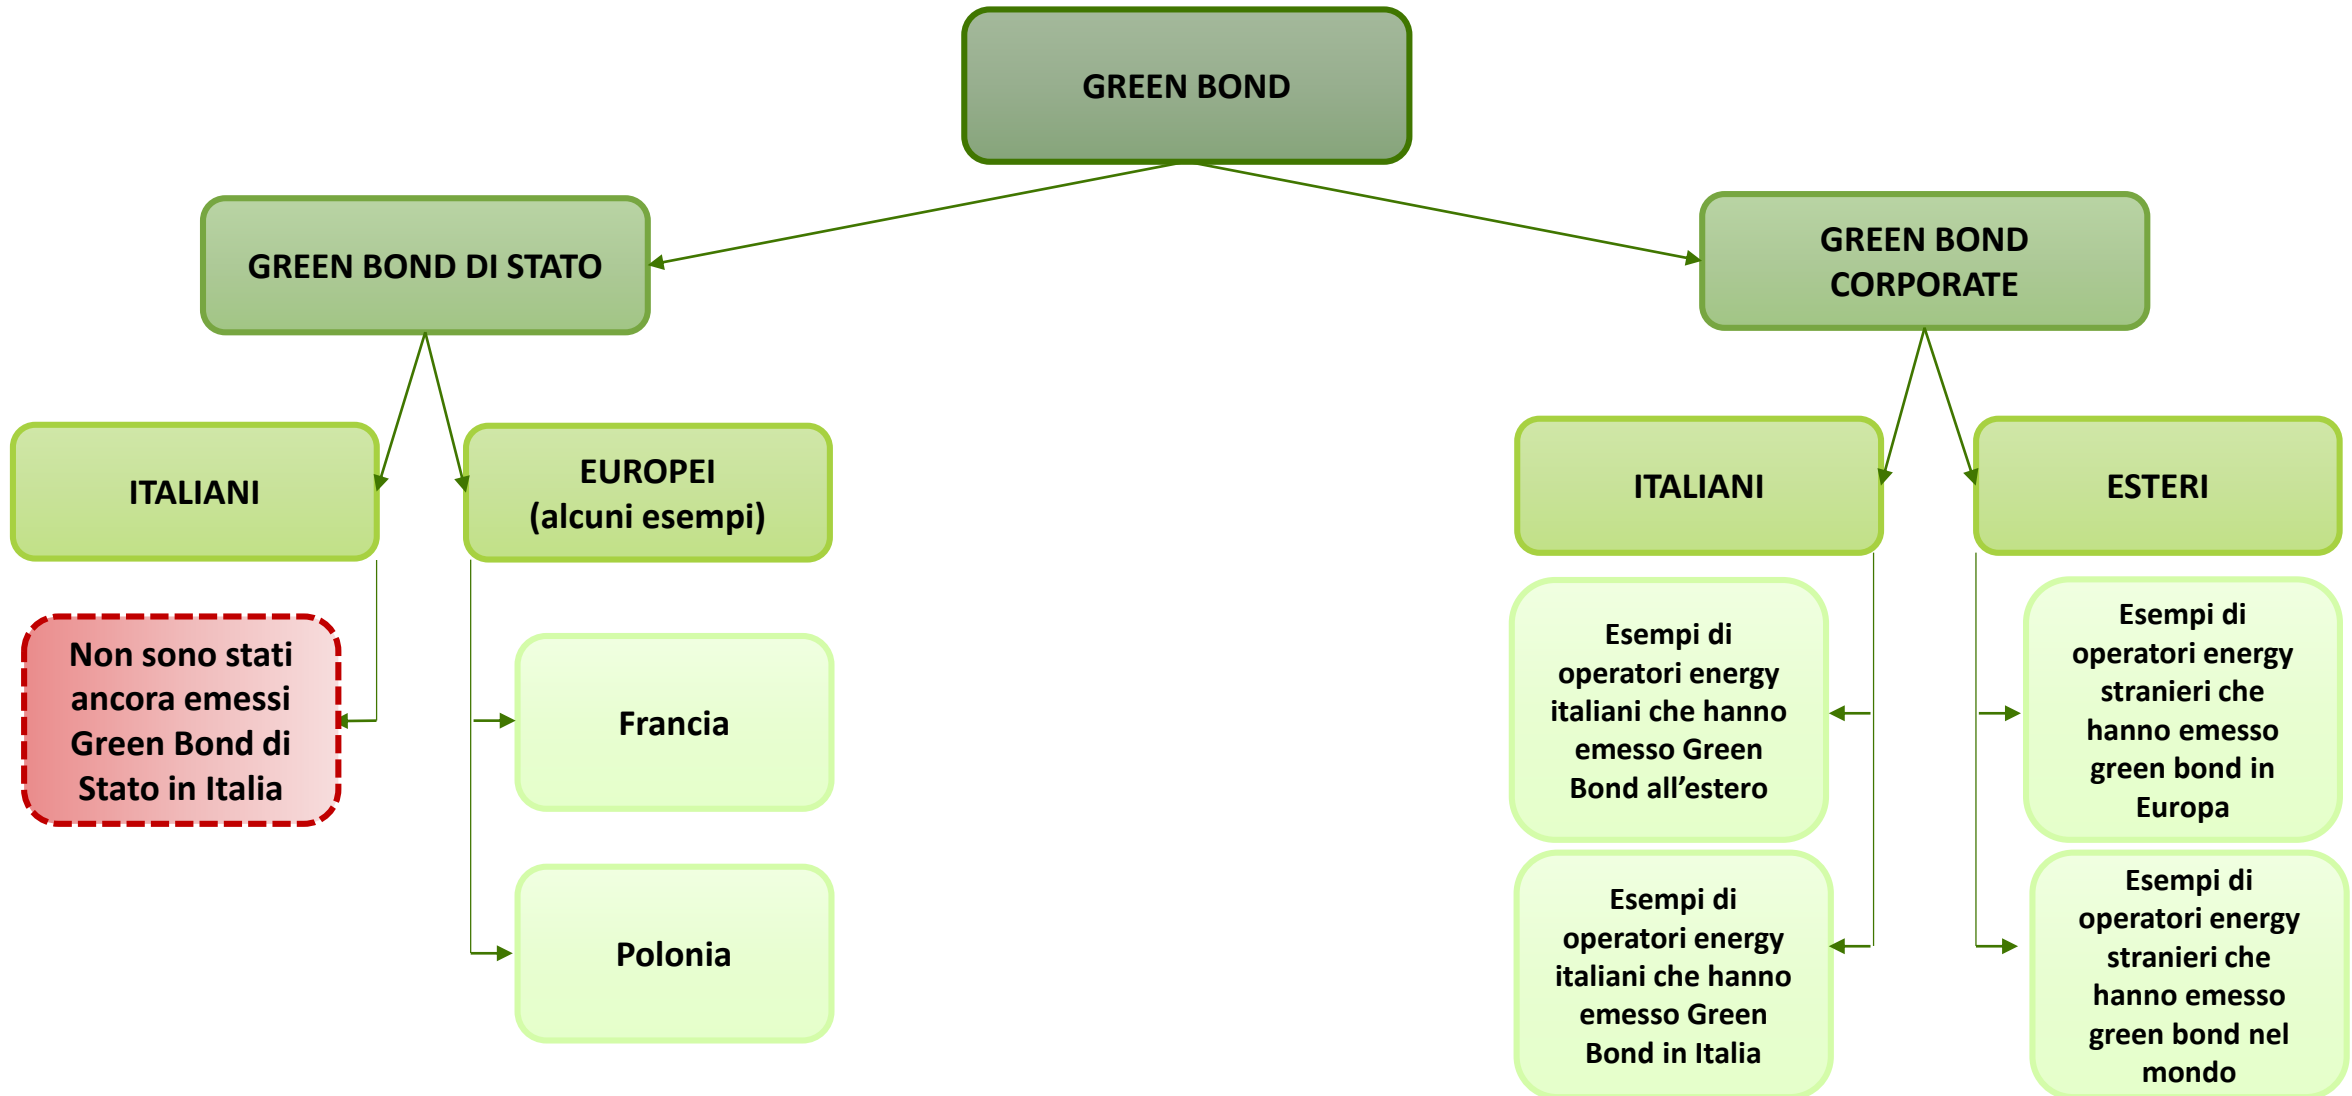 GREEN BOND
GREEN BOND DI STATO
GREEN BOND
CORPORATE
ITALIANI
EUROPEI
(alcuni esempi)
ITALIANI
ESTERI
Non sono stati
ancora emessi
Green Bond di
Stato in Italia
Francia
Polonia
Esempi di
operatori energy
italiani che hanno
emesso Green
Bond all’estero
Esempi di
operatori energy
italiani che hanno
emesso Green
Bond in Italia
Esempi di
operatori energy
stranieri che
hanno emesso
green bond in
Europa
Esempi di
operatori energy
stranieri che
hanno emesso
green bond nel
mondo